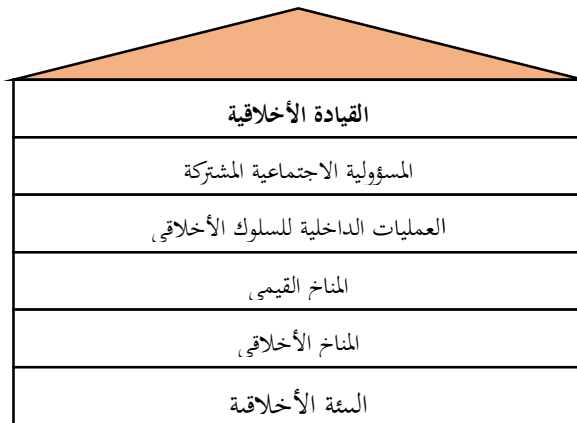 القيادة الأخلاقية
المسؤولية الاجتماعية المشتركة
العمليات الداخلية للسلوك الأخلاقي
المناخ القيمي
المناخ الأخلاقي
البيئة الأخلاقية